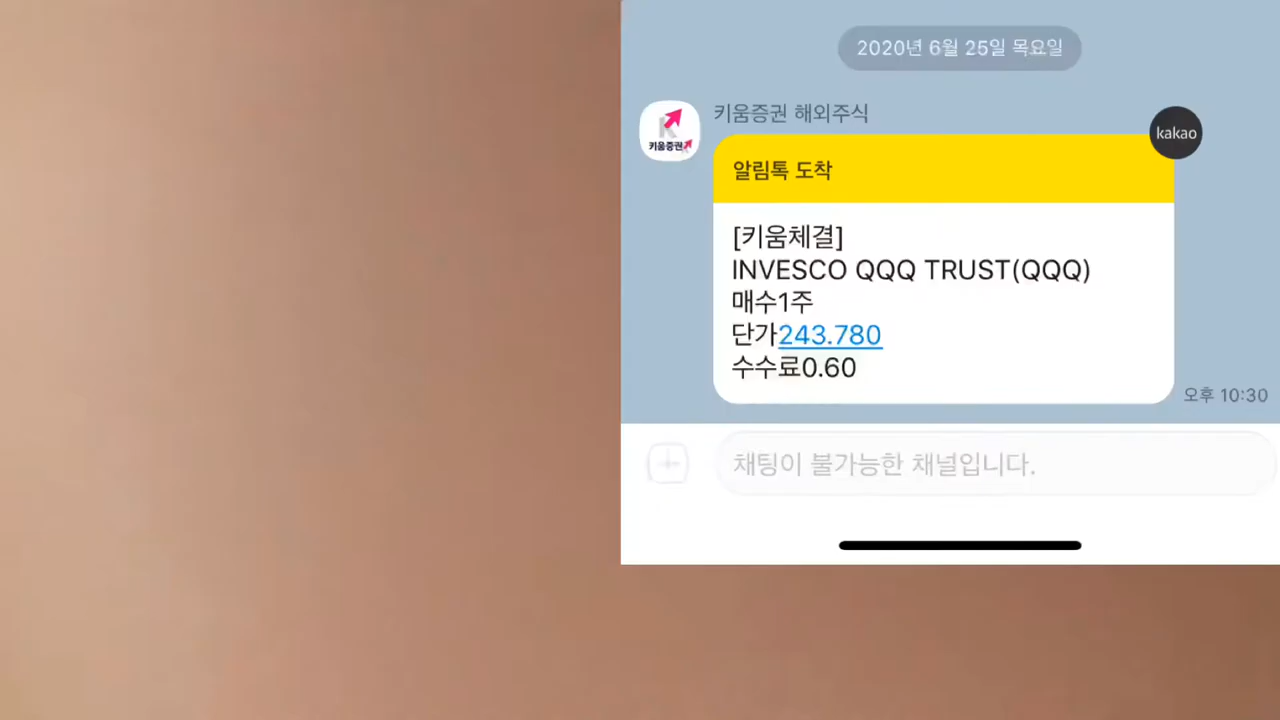 2020년 6월 25일 목요일
키움증권 해외주식
키움증권
kakao
알림톡 도착
[키움체결]
INVESCO QQQ TRUST(QQQ)
매수1주
단가243.780
수수료0.60
오후 10:30
채팅이 불가능한 채널입니다.